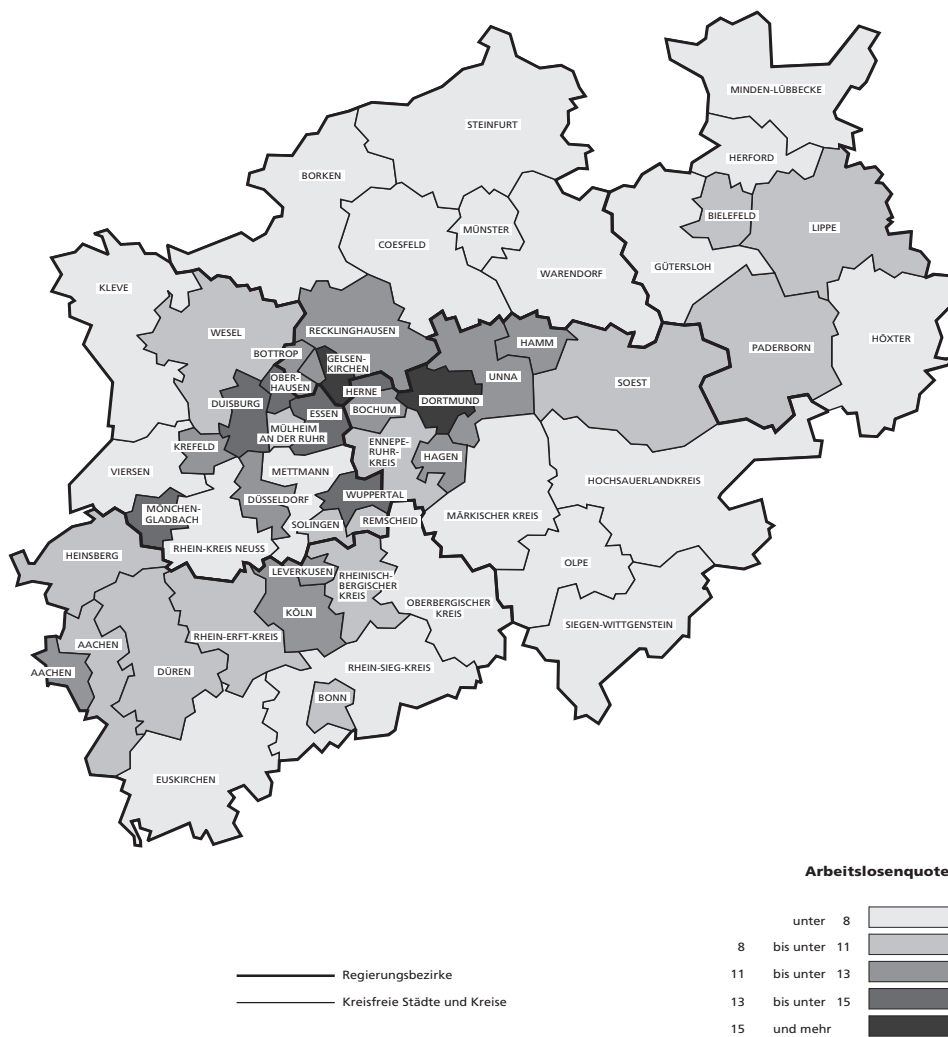 MINDEN-LÜBBECKE
STEINFURT
HERFORD
BORKEN
BIELEFELD
LIPPE
MÜNSTER
COESFELD
GÜTERSLOH
WARENDORF
KLEVE
RECKLINGHAUSEN
WESEL
HAMM
HÖXTER
PADERBORN
BOTTROP
GELSEN-
KIRCHEN
UNNA
OBER-
HAUSEN
SOEST
HERNE
DORTMUND
DUISBURG
ESSEN
BOCHUM
MÜLHEIM
AN DER RUHR
KREFELD
ENNEPE-
RUHR-
KREIS
HAGEN
VIERSEN
METTMANN
HOCHSAUERLANDKREIS
DÜSSELDORF
WUPPERTAL
MÖNCHEN-
GLADBACH
MÄRKISCHER KREIS
SOLINGEN
REMSCHEID
RHEIN-KREIS NEUSS
HEINSBERG
OLPE
LEVERKUSEN
RHEINISCH-
BERGISCHER
KREIS
OBERBERGISCHER
KREIS
KÖLN
SIEGEN-WITTGENSTEIN
RHEIN-ERFT-KREIS
AACHEN
RHEIN-SIEG-KREIS
AACHEN
DÜREN
BONN
EUSKIRCHEN
Arbeitslosenquote
unter 8
8 bis unter 11
Regierungsbezirke
11 bis unter 13
Kreisfreie Städte und Kreise
13 bis unter 15
15 und mehr